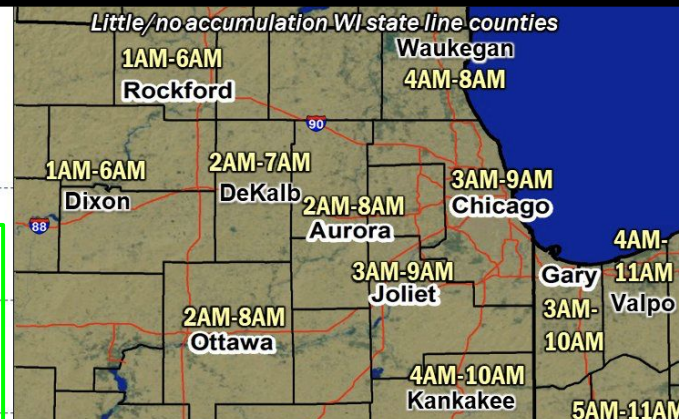 Little/no accumulation WI state line counties
Waukegan
4AM-8AM
1AM-6AM
Rockford
90
1AM-6AM
Dixon
2AM-7AM
DeKalb
3AM-9AM
Chicago
2AM-8AM
Aurora
88
4AM-
11AM
Valpo
3AM-9AM
Joliet
Gary
3AM-
10AM
2AM-8AM
Ottawa
4AM-10AM
Kankakee
5AM-11AM